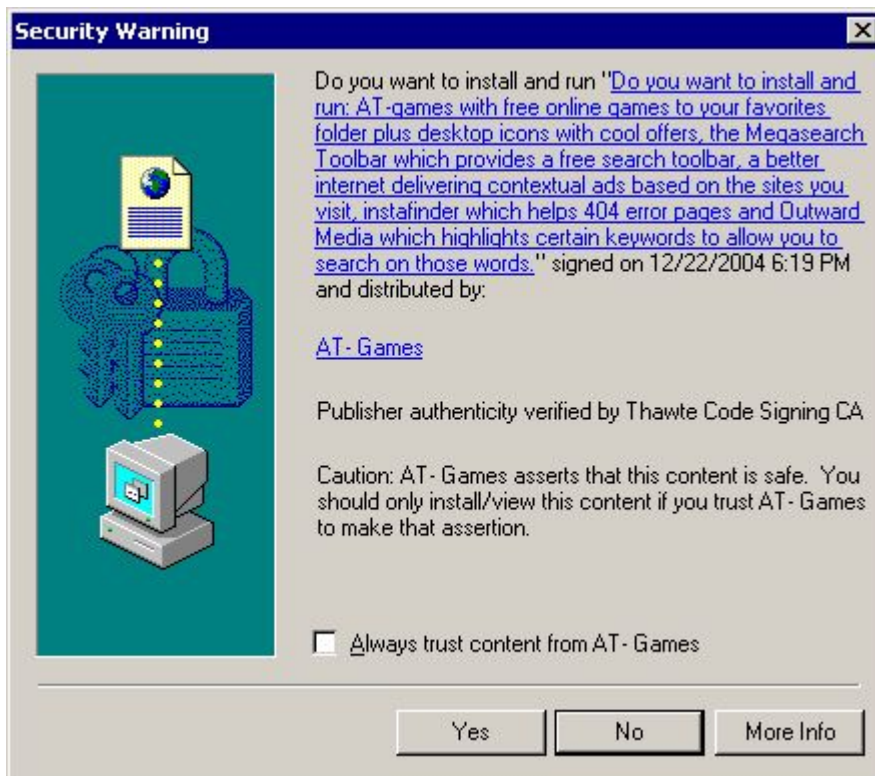 Security Warning
Do you want to install and run "Do you want to install and
run: AT-games with free online games to your favorites
folder plus desktop icons with cool offers, the Megasearch
Toolbar which provides a free search toolbar, a better
internet delivering contextual ads based on the sites you
visit, instafinder which helps 404 error pages and Outward
Media which highlights certain keywords to allow you to
search on those words." signed on 12/22/2004 6:19 PM
and distributed by:
AT- Games
Publisher authenticity verified by Thawte Code Signing CA
Caution: AT- Games asserts that this content is safe. You
should only install/view this content if you trust AT- Games
to make that assertion.
Always trust content from AT- Games
Yes
No
More Info